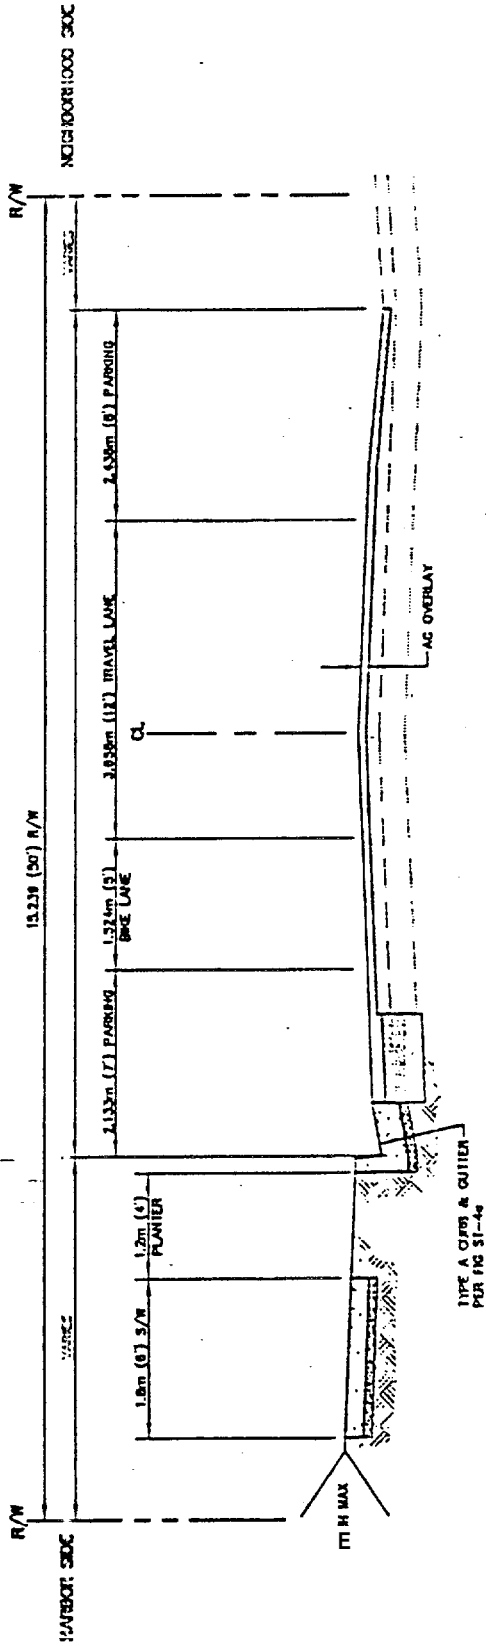 HARBOR SIDE
R/W
15.239 (50') R/W
R/W
NEIGHBORHOOD SIDE
VARIES
VARIES
1.8m (6') S/W
1.2m (4')
PLANTER
2.133m (7') PARKING
1.524m (5')
BIKE LANE
3.658m (12') TRAVEL LANE
2.438m (8') PARKING
CL
H MAX
TYPE A CURB & GUTTER
PER FIG ST-4a
AC OVERLAY